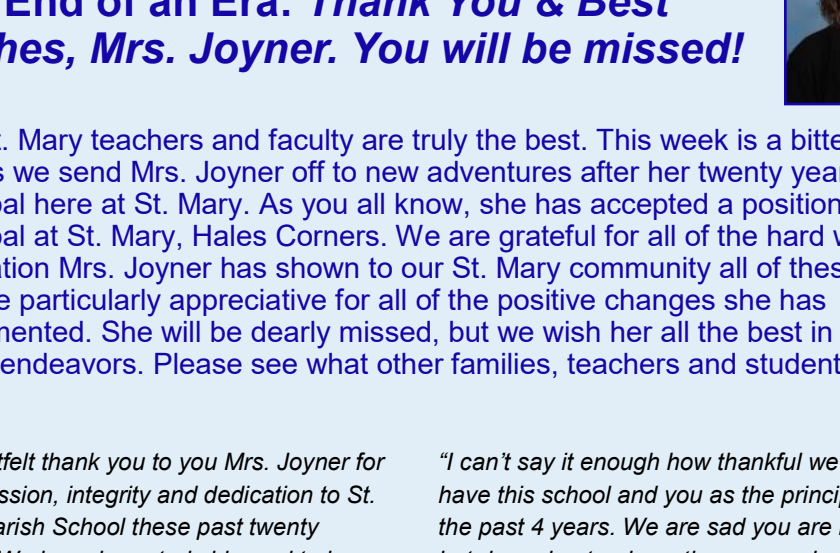 End of an Era. Thank You & Best
hes, Mrs. Joyner. You will be missed!
t. Mary teachers and faculty are truly the best. This week is a bitte
s we send Mrs. Joyner off to new adventures after her twenty year
pal here at St. Mary. As you all know, she has accepted a position
pal at St. Mary, Hales Corners. We are grateful for all of the hard w
ation Mrs. Joyner has shown to our St. Mary community all of thes
e particularly appreciative for all of the positive changes she has
mented. She will be dearly missed, but we wish her all the best in
endeavors. Please see what other families, teachers and student
tfelt thank you to you Mrs. Joyner for
ssion, integrity and dedication to St.
arish School these past twenty
“I can’t say it enough how thankful we
have this school and you as the princip
the past 4 years. We are sad you are